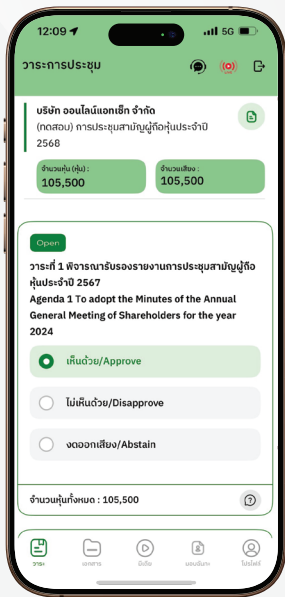 12:09
5G
วาระการประชุม
บริษัท ออนไลน์แอทเซ็ท จำกัด
(ทดสอบ) การประชุมสามัญผู้ถือหุ้นประจำปี
2568
จำนวนหุ้น (หุ้น) :
105,500
จำนวนเสียง :
105,500
Open
วาระที่ 1 พิจารณารับรองรายงานการประชุมสามัญผู้ถือ
หุ้นประจำปี 2567
Agenda 1 To adopt the Minutes of the Annual
General Meeting of Shareholders for the year
2024
เห็นด้วย/Approve
ไม่เห็นด้วย/Disapprove
งดออกเสียง/Abstain
จำนวนหุ้นทั้งหมด : 105,500
วาระ
เอกสาร
มีเดีย
มอบฉันทะ
โปรไฟล์